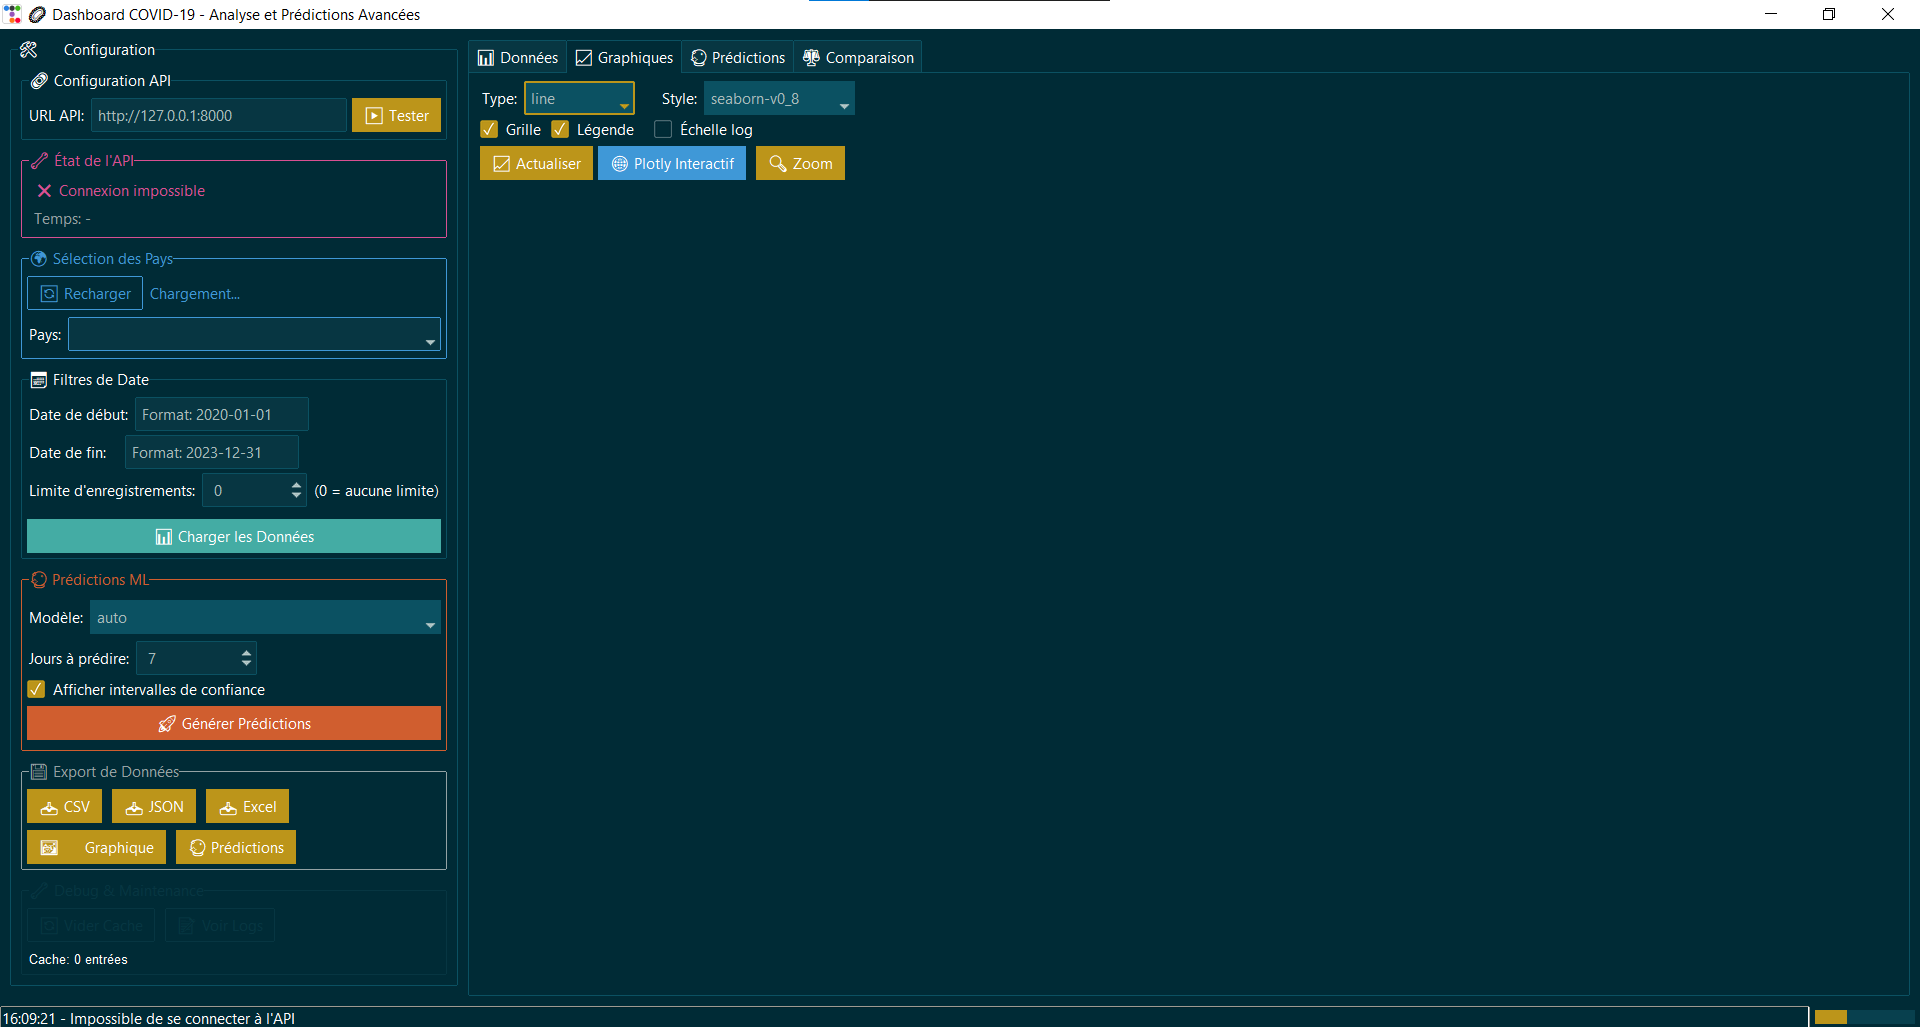 Dashboard COVID-19 - Analyse et Prédictions Avancées
Configuration
Configuration API
URL API: http://127.0.0.1:8000 Tester
État de l'API
Connexion impossible
Temps: -
Sélection des Pays
Recharger Chargement...
Pays:
Filtres de Date
Date de début: Format: 2020-01-01
Date de fin: Format: 2023-12-31
Limite d'enregistrements: 0 (0 = aucune limite)
Charger les Données
Prédictions ML
Modèle: auto
Jours à prédire: 7
Afficher intervalles de confiance
Générer Prédictions
Export de Données
CSV JSON Excel
Graphique Prédictions
Debug & Maintenance
Vider Cache Voir Logs
Cache: 0 entrées
Données Graphiques Prédictions Comparaison
Type: line Style: seaborn-v0_8
Grille Légende Échelle log
Actualiser Plotly Interactif Zoom
16:09:21 - Impossible de se connecter à l'API